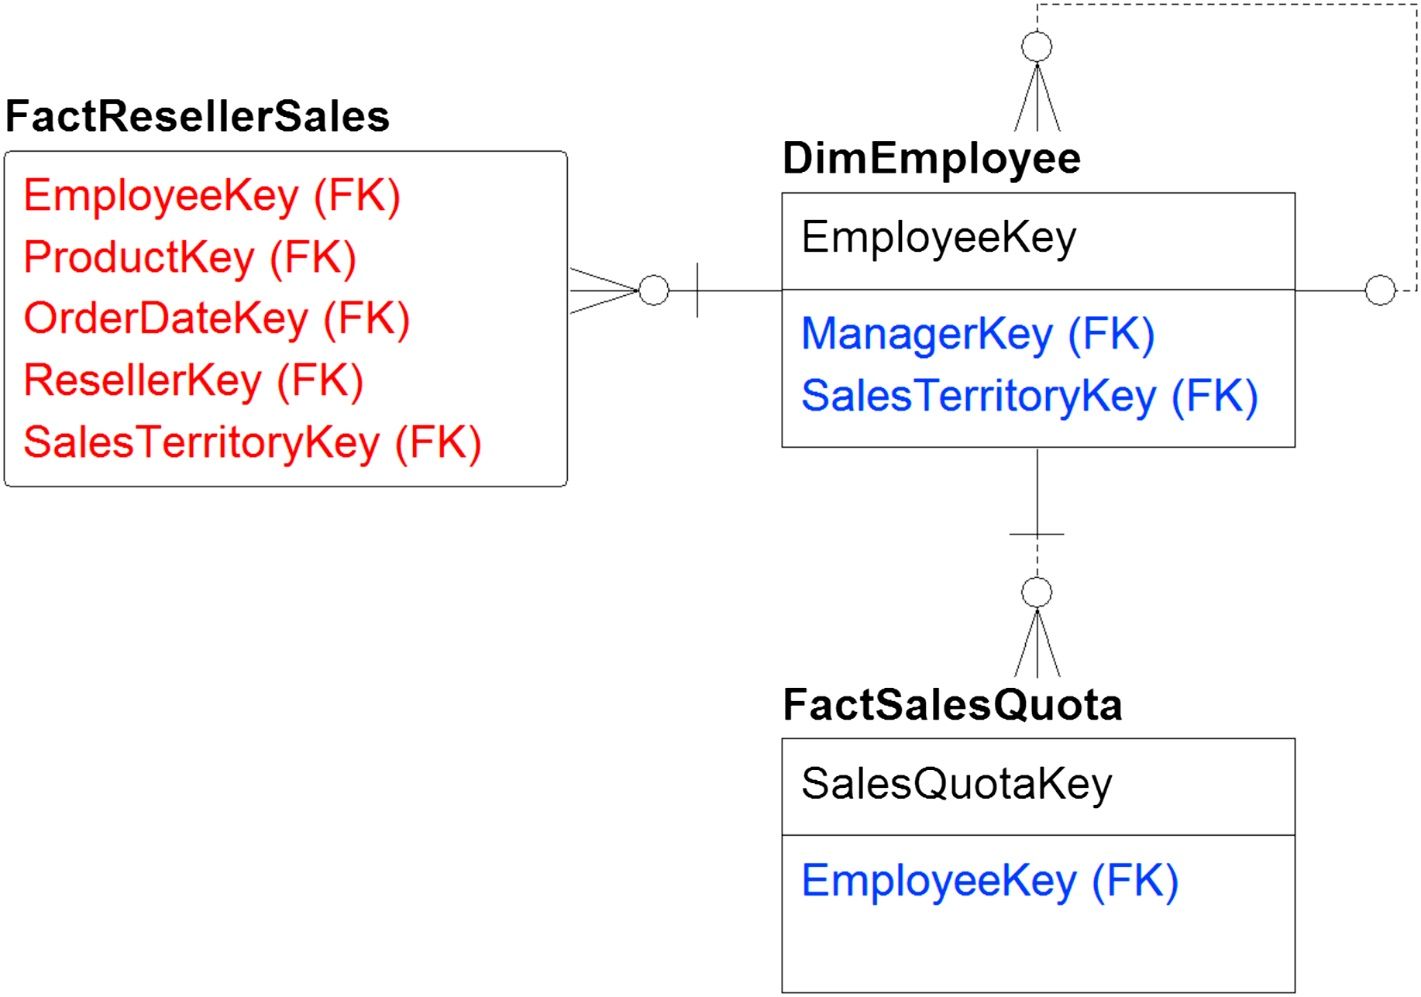 FactResellerSales
EmployeeKey (FK)
ProductKey (FK)
OrderDateKey (FK)
ResellerKey (FK)
SalesTerritoryKey (FK)
DimEmployee
EmployeeKey
ManagerKey (FK)
SalesTerritoryKey (FK)
FactSalesQuota
SalesQuotaKey
EmployeeKey (FK)